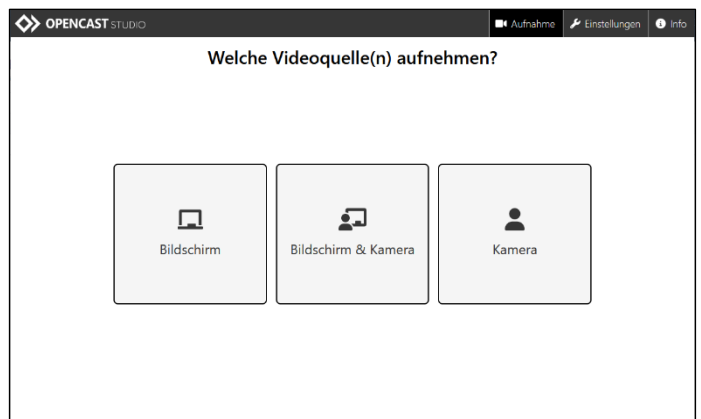 OPENCAST STUDIO
Aufnahme
Einstellungen
Info
Welche Videoquelle(n) aufnehmen?
Bildschirm
Bildschirm & Kamera
Kamera